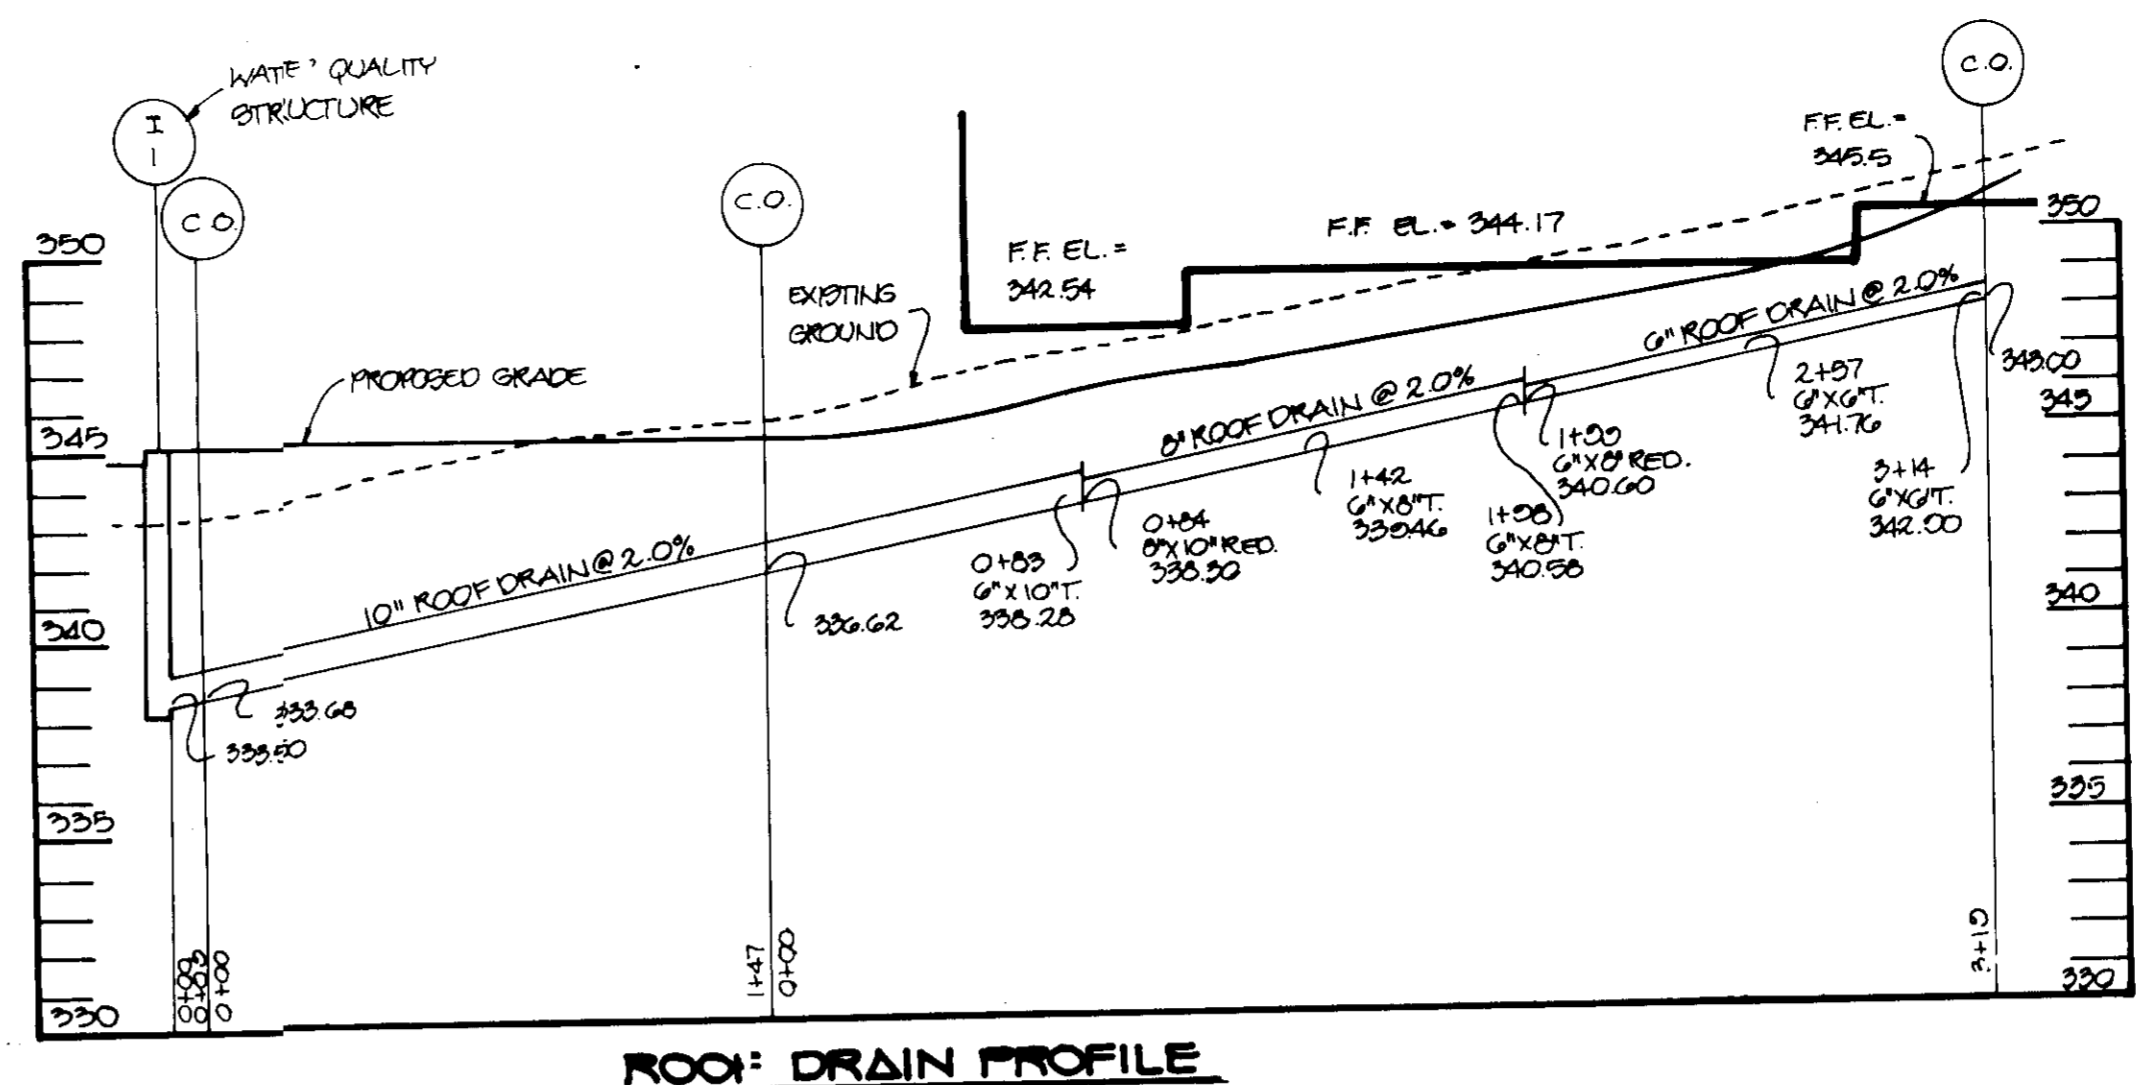 WATE' QUALITY
STRUCTURE
I
1
C.O.
C.O.
C.O.
F.F. EL.=
345.5
F.F. EL.= 344.17
F.F. EL.=
342.54
EXISTING
GROUND
PROPOSED GRADE
350
345
340
335
330
350
345
340
335
330
10" ROOF DRAIN @ 2.0%
8" ROOF DRAIN @ 2.0%
6" ROOF DRAIN @ 2.0%
333.68
333.50
336.62
0+83
6"X10"T.
338.28
0+84
8"X10" RED.
338.30
1+42
6"X8"T.
339.46
1+98
6"X8"T.
340.58
1+99
6"X8" RED.
340.60
2+57
6"X6"T.
341.76
3+14
6"X6"T.
342.90
343.00
0+00
1+47
0+00
3+19
ROOF DRAIN PROFILE